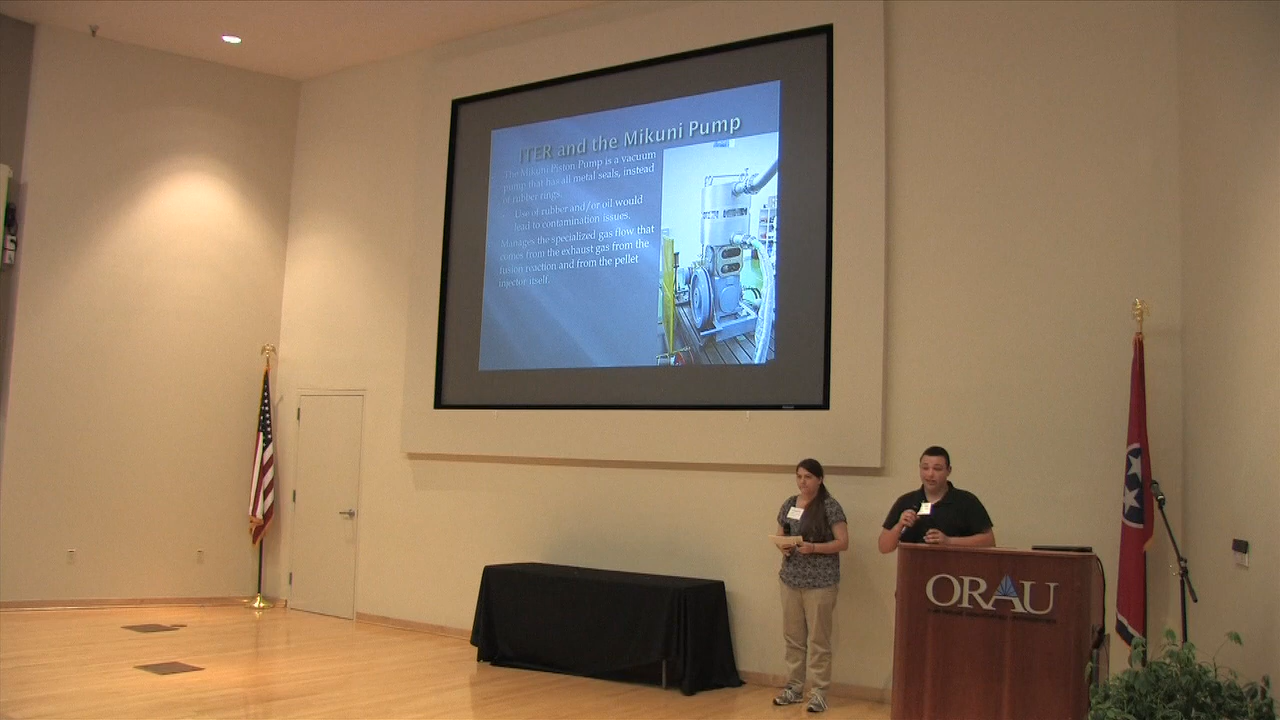 ITER and the Mikuni Pump
The Mikuni Piston Pump is a vacuum
pump that has all metal seals, instead
of rubber rings.
Use of rubber and/or oil would
lead to contamination issues.
Manages the specialized gas flow that
comes from the exhaust gas from the
fusion reaction and from the pellet
injector itself.
ORAU